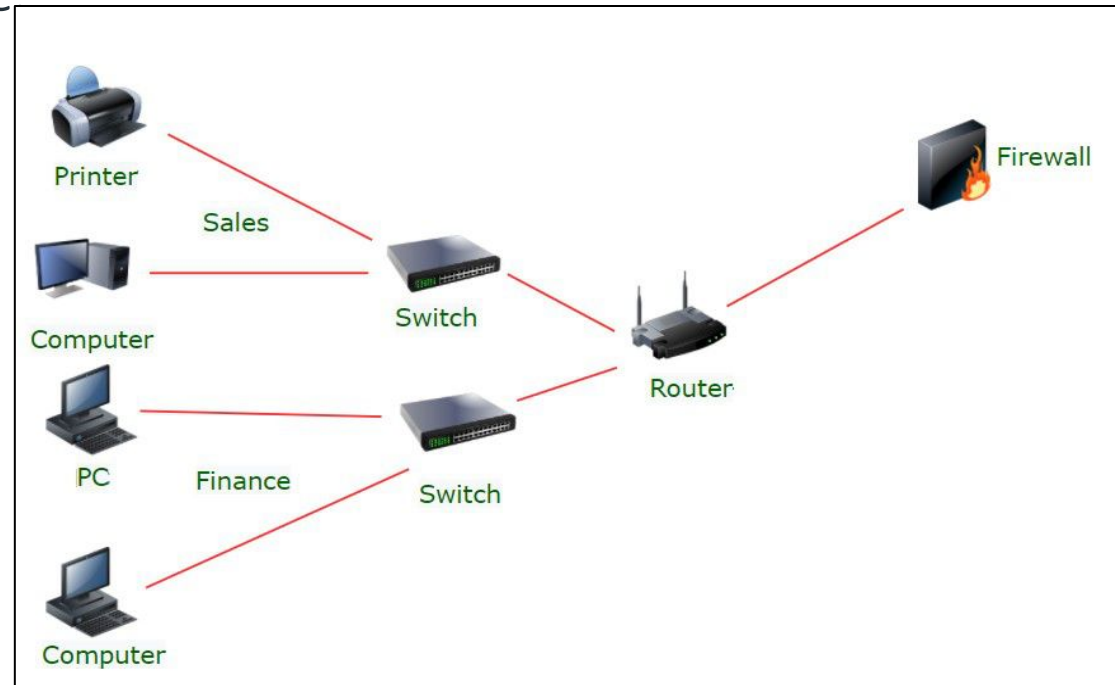 Printer
Sales
Computer
Switch
PC
Finance
Switch
Computer
Router
Firewall